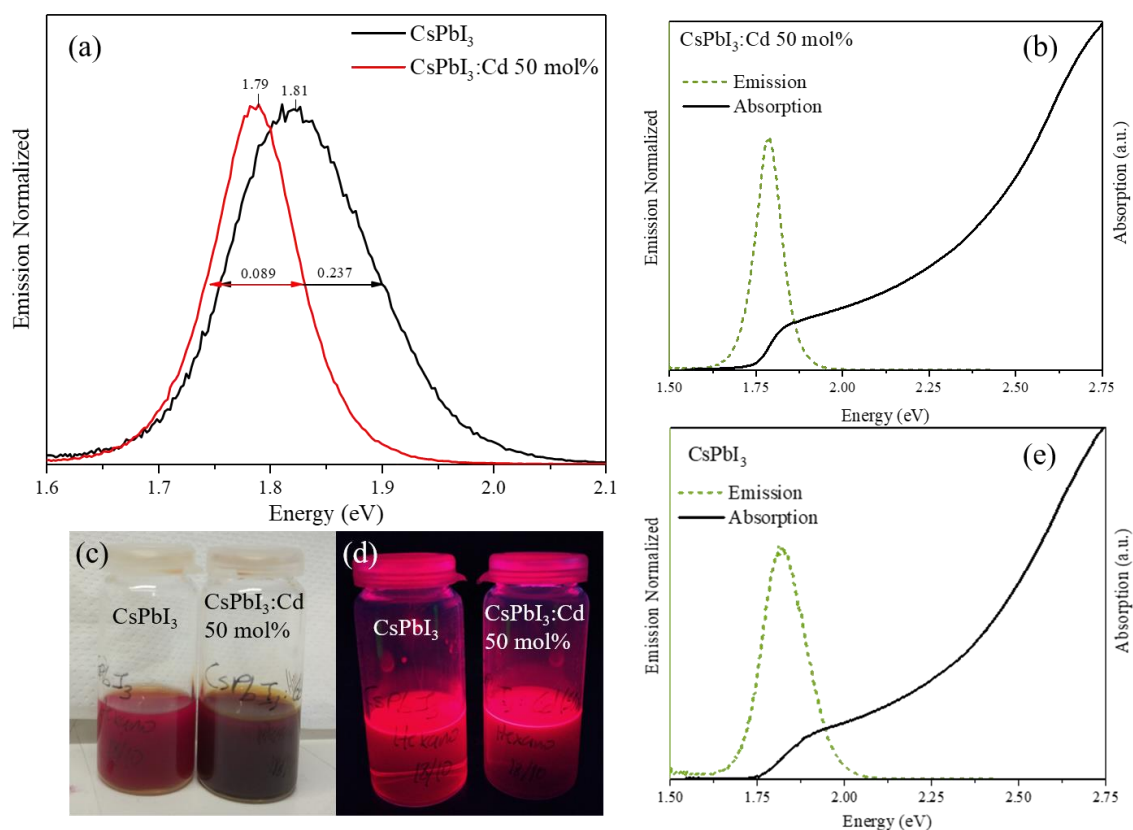 (a)
CsPbI₃
CsPbI₃:Cd 50 mol%
1.79
1.81
0.089
0.237
Emission Normalized
1.6
1.7
1.8
1.9
2.0
2.1
Energy (eV)
CsPbI₃:Cd 50 mol%
(b)
Emission
Absorption
Emission Normalized
Absorption (a.u.)
1.50
1.75
2.00
2.25
2.50
2.75
Energy (eV)
(c)
CsPbI₃
CsPbI₃:Cd
50 mol%
(d)
CsPbI₃
CsPbI₃:Cd
50 mol%
Hexano
18/10
CsPbI₃
(e)
Emission
Absorption
Emission Normalized
Absorption (a.u.)
1.50
1.75
2.00
2.25
2.50
2.75
Energy (eV)